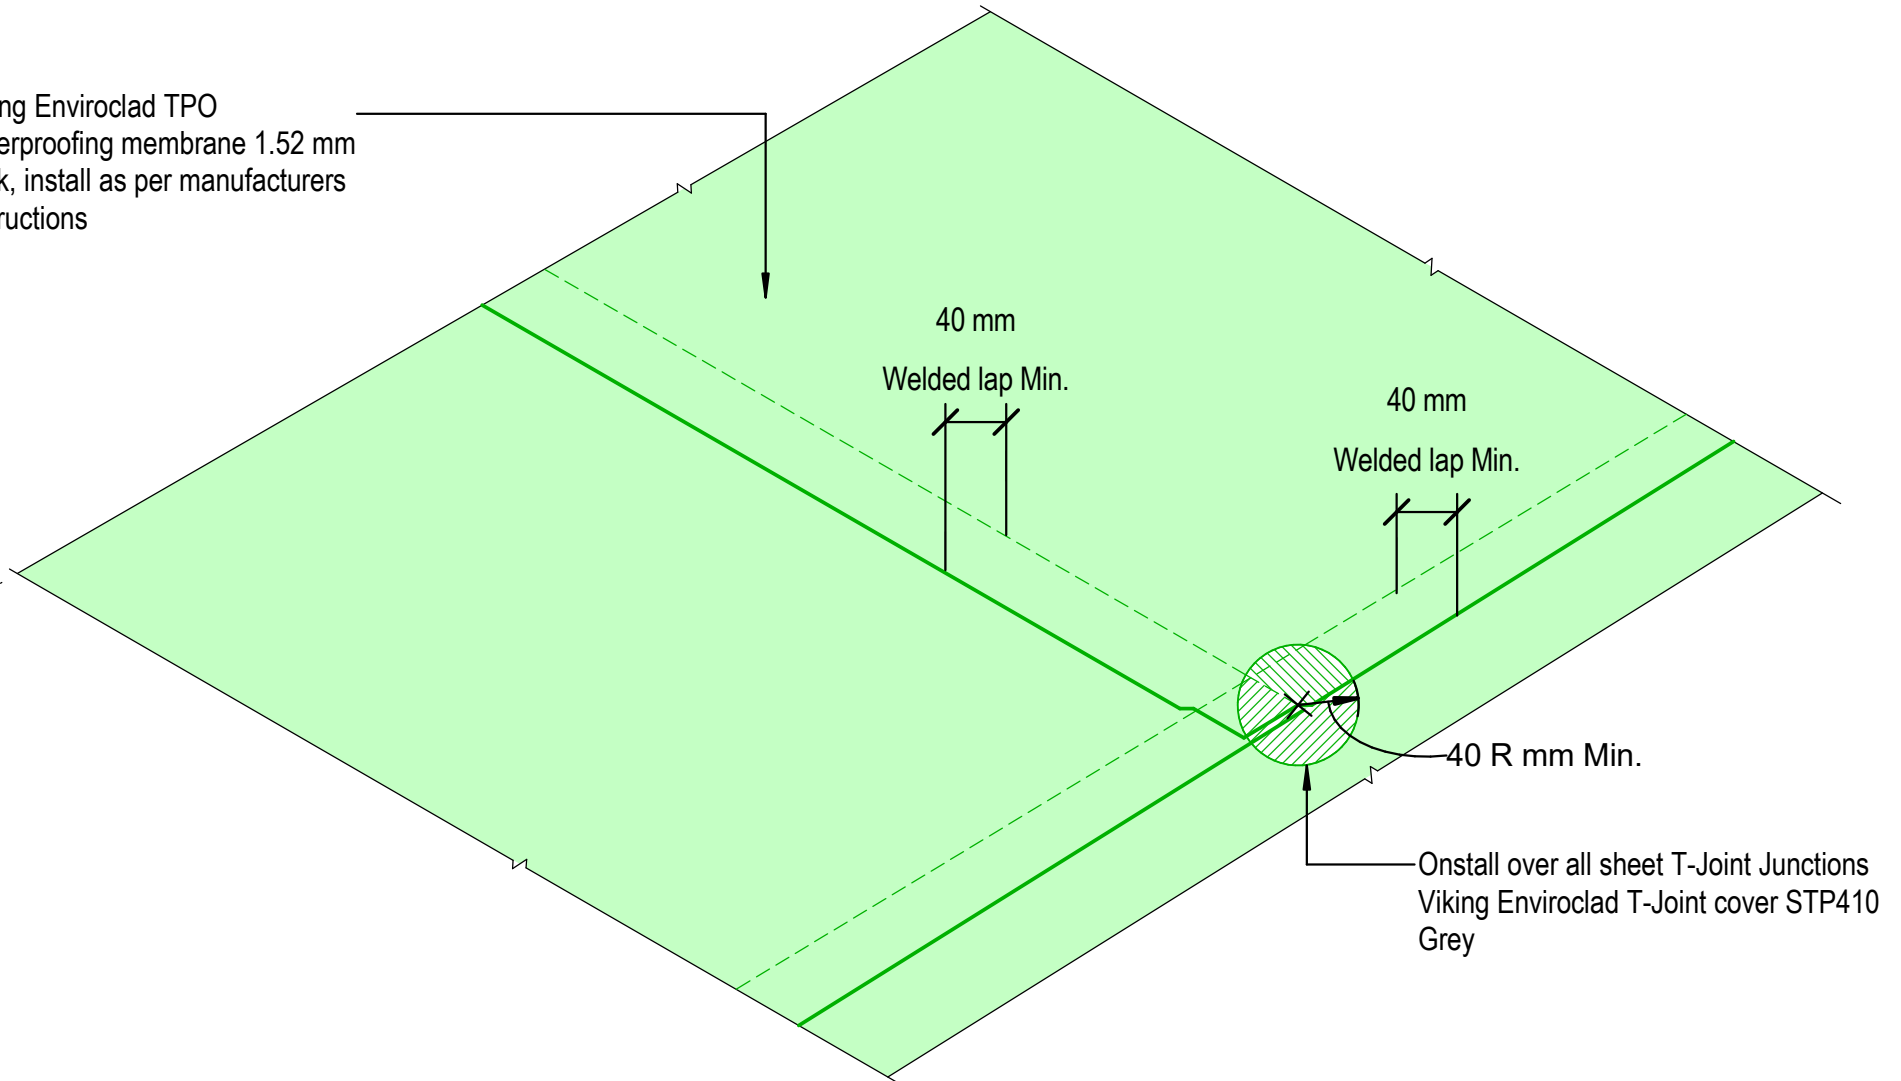 ng Enviroclad TPO
erproofing membrane 1.52 mm
k, install as per manufacturers
ructions
40 mm
Welded lap Min.
40 mm
Welded lap Min.
40 R mm Min.
Onstall over all sheet T-Joint Junctions
Viking Enviroclad T-Joint cover STP410
Grey